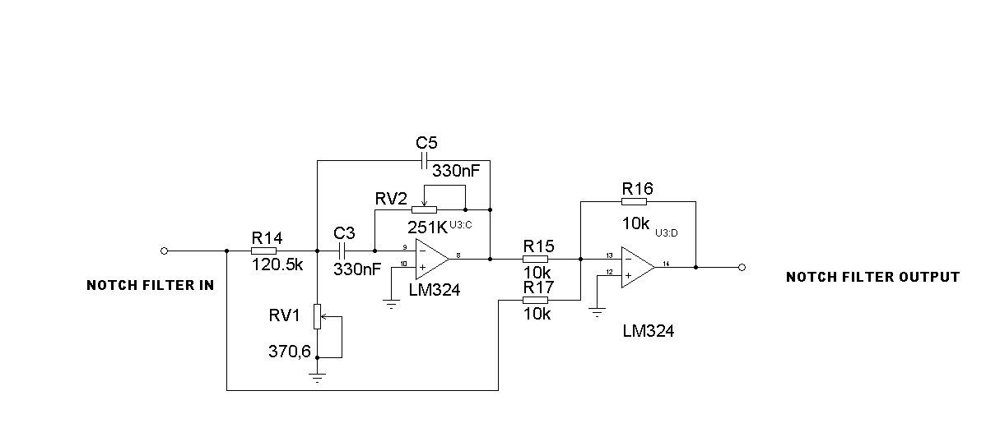 C5
330nF
RV2
251K U3:C
R14
120.5k
C3
330nF
9
10
8
LM324
RV1
370,6
R15
10k
R17
10k
R16
10k
U3:D
13
12
14
LM324
NOTCH FILTER IN
NOTCH FILTER OUTPUT